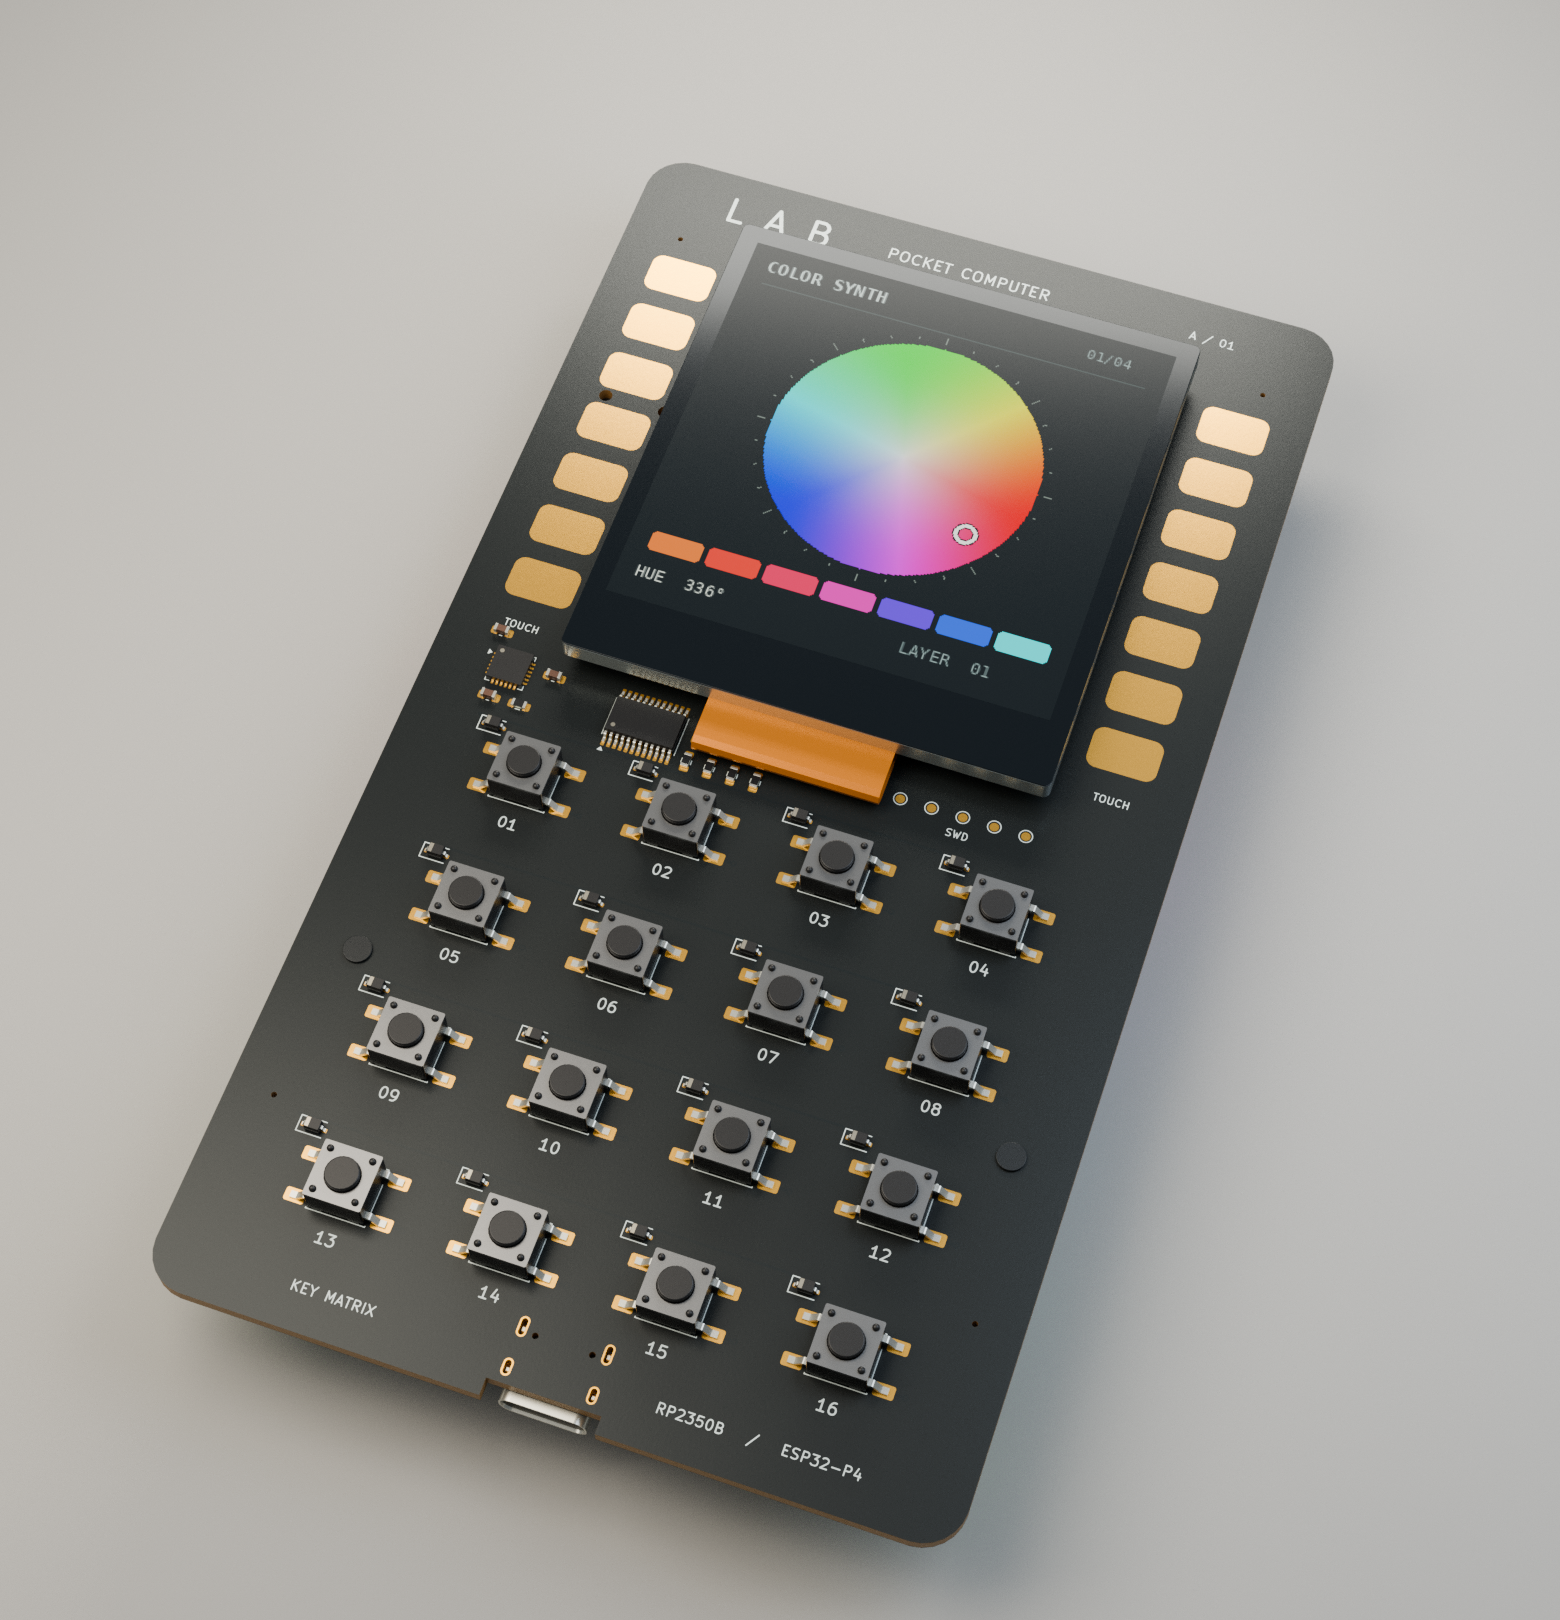 LAB
POCKET COMPUTER
A / 01
COLOR SYNTH
01/04
HUE 336°
LAYER 01
TOUCH
TOUCH
SWD
01
02
03
04
05
06
07
08
09
10
11
12
13
14
15
16
KEY MATRIX
RP2350B / ESP32-P4